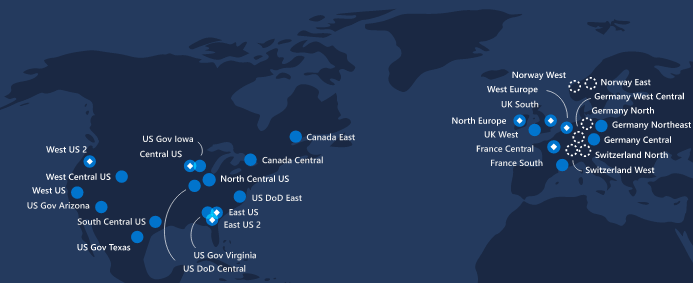 Norway West
Norway East
West Europe
Germany West Central
UK South
Germany North
North Europe
Germany Northeast
UK West
Germany Central
France Central
Switzerland North
France South
Switzerland West
US Gov Iowa
Canada East
West US 2
Central US
Canada Central
West Central US
North Central US
West US
US DoD East
US Gov Arizona
East US
South Central US
East US 2
US Gov Texas
US Gov Virginia
US DoD Central